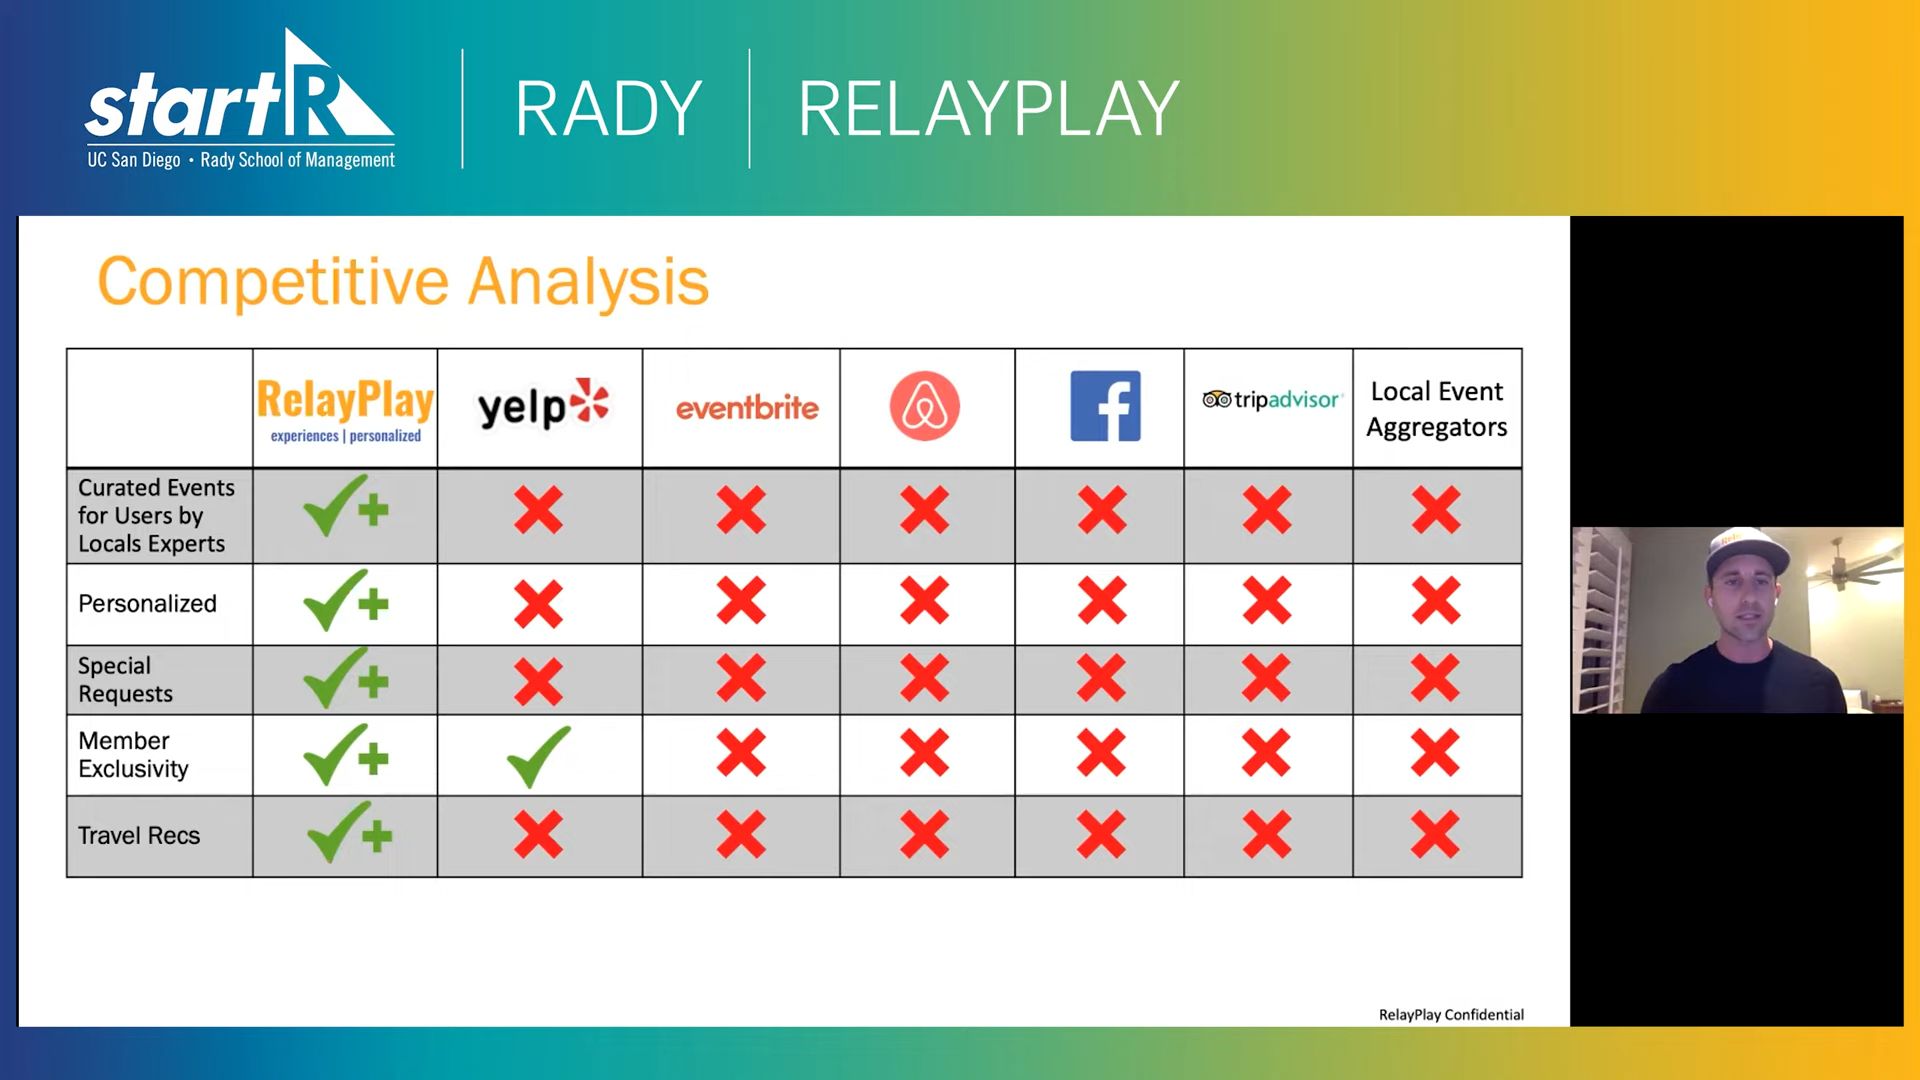 startR
UC San Diego • Rady School of Management
RADY
RELAYPLAY
Competitive Analysis
RelayPlay
experiences | personalized
yelp
eventbrite
f
tripadvisor
Local Event
Aggregators
Curated Events
for Users by
Locals Experts
Personalized
Special
Requests
Member
Exclusivity
Travel Recs
RelayPlay Confidential